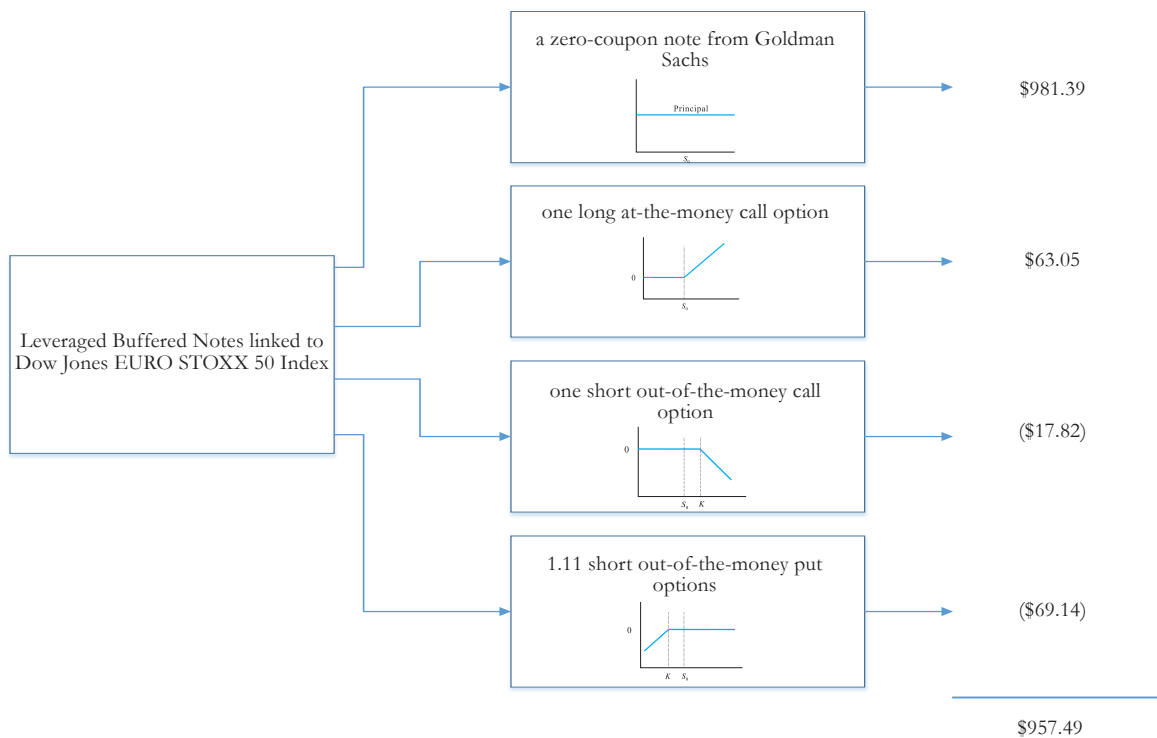 a zero-coupon note from Goldman
Sachs
Principal
S₀
$981.39
one long at-the-money call option
0
S₀
$63.05
Leveraged Buffered Notes linked to
Dow Jones EURO STOXX 50 Index
one short out-of-the-money call
option
0
S₀ K
($17.82)
1.11 short out-of-the-money put
options
0
K S₀
($69.14)
$957.49